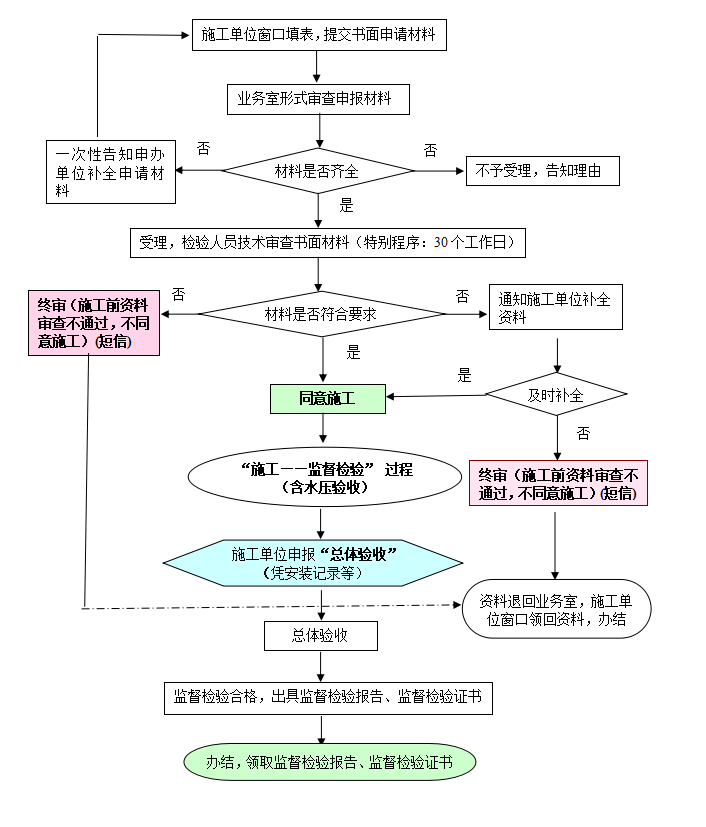 施工单位窗口填表，提交书面申请材料
业务室形式审查申报材料
一次性告知申办
单位补全申请材
料
否
材料是否齐全
否
不予受理，告知理由
是
受理，检验人员技术审查书面材料（特别程序：30个工作日）
终审（施工前资料
审查不通过，不同
意施工）(短信)
否
材料是否符合要求
否
通知施工单位补全
资料
是
是
及时补全
同意施工
否
“施工——监督检验” 过程
（含水压验收）
终审（施工前资料审查不
通过，不同意施工）(短信)
施工单位申报“总体验收”
（凭安装记录等）
资料退回业务室，施工单
位窗口领回资料，办结
总体验收
监督检验合格，出具监督检验报告、监督检验证书
办结，领取监督检验报告、监督检验证书